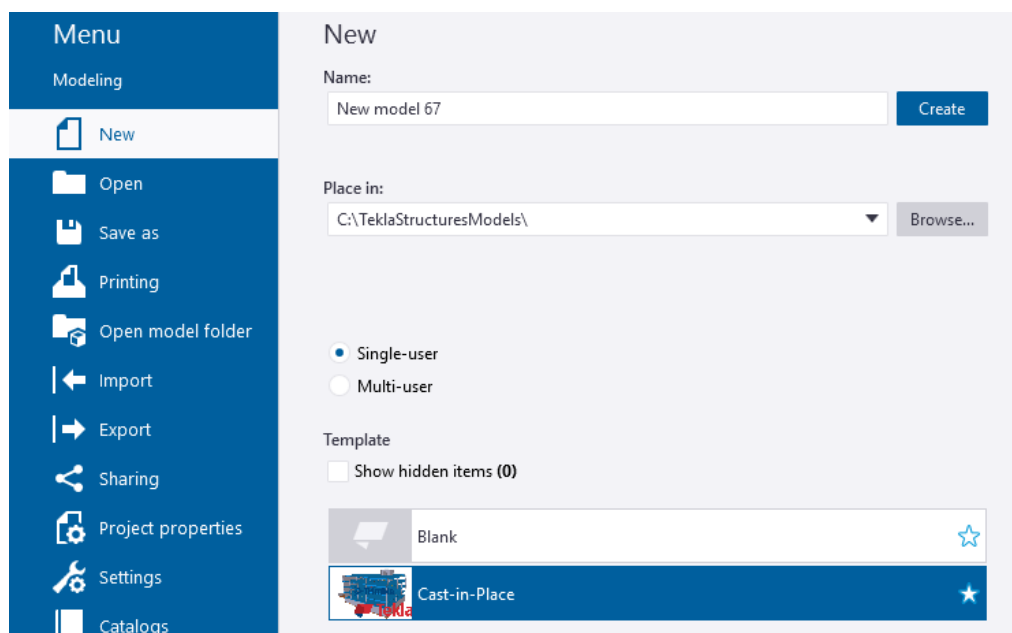 Menu
Modeling
New
Open
Save as
Printing
Open model folder
Import
Export
Sharing
Project properties
Settings
Catalogs
New
Name:
New model 67
Create
Place in:
C:\TeklaStructuresModels\
Browse...
Single-user
Multi-user
Template
Show hidden items (0)
Blank
Tekla
Cast-in-Place